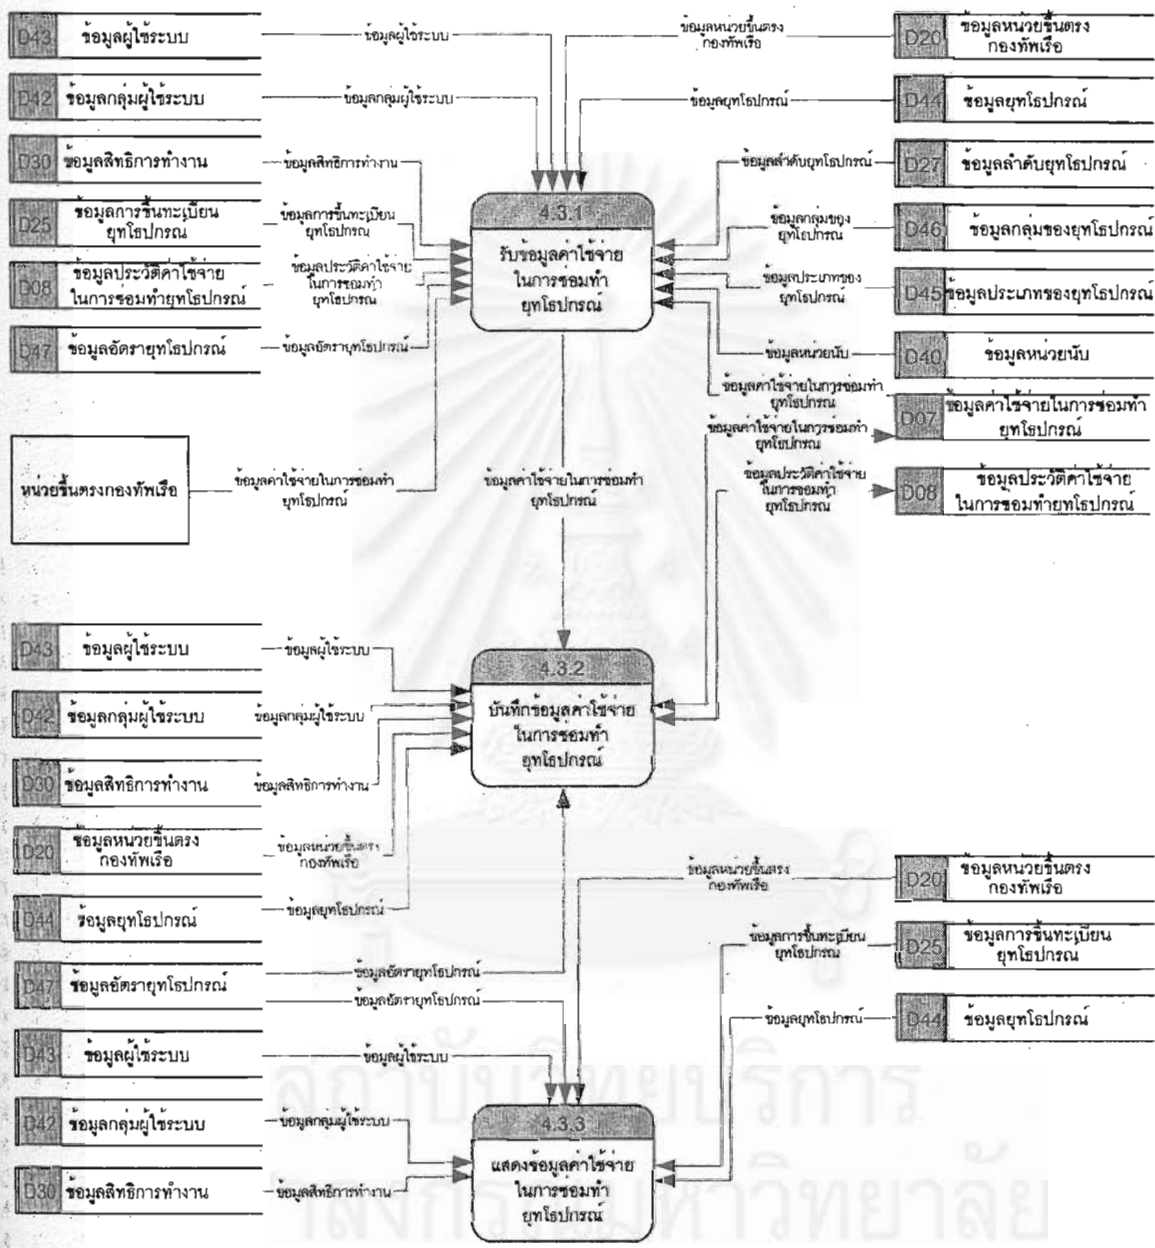 D43
ข้อมูลผู้ใช้ระบบ
ข้อมูลผู้ใช้ระบบ
D42
ข้อมูลกลุ่มผู้ใช้ระบบ
ข้อมูลกลุ่มผู้ใช้ระบบ
D30
ข้อมูลสิทธิการทำงาน
ข้อมูลสิทธิการทำงาน
D25
ข้อมูลการขึ้นทะเบียน
ยุทโธปกรณ์
ข้อมูลการขึ้นทะเบียน
ยุทโธปกรณ์
D08
ข้อมูลประวัติค่าใช้จ่าย
ในการซ่อมทำยุทโธปกรณ์
ข้อมูลประวัติค่าใช้จ่าย
ในการซ่อมทำ
ยุทโธปกรณ์
D47
ข้อมูลอัตรายุทโธปกรณ์
ข้อมูลอัตรายุทโธปกรณ์
หน่วยขึ้นตรงกองทัพเรือ
ข้อมูลค่าใช้จ่ายในการซ่อมทำ
ยุทโธปกรณ์
4.3.1
รับข้อมูลค่าใช้จ่าย
ในการซ่อมทำ
ยุทโธปกรณ์
ข้อมูลค่าใช้จ่ายในการซ่อมทำ
ยุทโธปกรณ์
ข้อมูลหน่วยขึ้นตรง
กองทัพเรือ
D20
ข้อมูลหน่วยขึ้นตรง
กองทัพเรือ
ข้อมูลยุทโธปกรณ์
D44
ข้อมูลยุทโธปกรณ์
ข้อมูลลำดับยุทโธปกรณ์
D27
ข้อมูลลำดับยุทโธปกรณ์
ข้อมูลกลุ่มของ
ยุทโธปกรณ์
D46
ข้อมูลกลุ่มของยุทโธปกรณ์
ข้อมูลประเภทของ
ยุทโธปกรณ์
D45
ข้อมูลประเภทของยุทโธปกรณ์
ข้อมูลหน่วยนับ
D40
ข้อมูลหน่วยนับ
ข้อมูลค่าใช้จ่ายในการซ่อมทำ
ยุทโธปกรณ์
ข้อมูลค่าใช้จ่ายในการซ่อมทำ
ยุทโธปกรณ์
D07
ข้อมูลค่าใช้จ่ายในการซ่อมทำ
ยุทโธปกรณ์
ข้อมูลประวัติค่าใช้จ่าย
ในการซ่อมทำ
ยุทโธปกรณ์
D08
ข้อมูลประวัติค่าใช้จ่าย
ในการซ่อมทำยุทโธปกรณ์
D43
ข้อมูลผู้ใช้ระบบ
ข้อมูลผู้ใช้ระบบ
D42
ข้อมูลกลุ่มผู้ใช้ระบบ
ข้อมูลกลุ่มผู้ใช้ระบบ
D30
ข้อมูลสิทธิการทำงาน
ข้อมูลสิทธิการทำงาน
D20
ข้อมูลหน่วยขึ้นตรง
กองทัพเรือ
ข้อมูลหน่วยขึ้นตรง
กองทัพเรือ
D44
ข้อมูลยุทโธปกรณ์
ข้อมูลยุทโธปกรณ์
4.3.2
บันทึกข้อมูลค่าใช้จ่าย
ในการซ่อมทำ
ยุทโธปกรณ์
D47
ข้อมูลอัตรายุทโธปกรณ์
ข้อมูลอัตรายุทโธปกรณ์
ข้อมูลอัตรายุทโธปกรณ์
D43
ข้อมูลผู้ใช้ระบบ
ข้อมูลผู้ใช้ระบบ
D42
ข้อมูลกลุ่มผู้ใช้ระบบ
ข้อมูลกลุ่มผู้ใช้ระบบ
D30
ข้อมูลสิทธิการทำงาน
ข้อมูลสิทธิการทำงาน
4.3.3
แสดงข้อมูลค่าใช้จ่าย
ในการซ่อมทำ
ยุทโธปกรณ์
ข้อมูลหน่วยขึ้นตรง
กองทัพเรือ
D20
ข้อมูลหน่วยขึ้นตรง
กองทัพเรือ
ข้อมูลการขึ้นทะเบียน
ยุทโธปกรณ์
D25
ข้อมูลการขึ้นทะเบียน
ยุทโธปกรณ์
ข้อมูลยุทโธปกรณ์
D44
ข้อมูลยุทโธปกรณ์
สถาบันวิทยบริการ